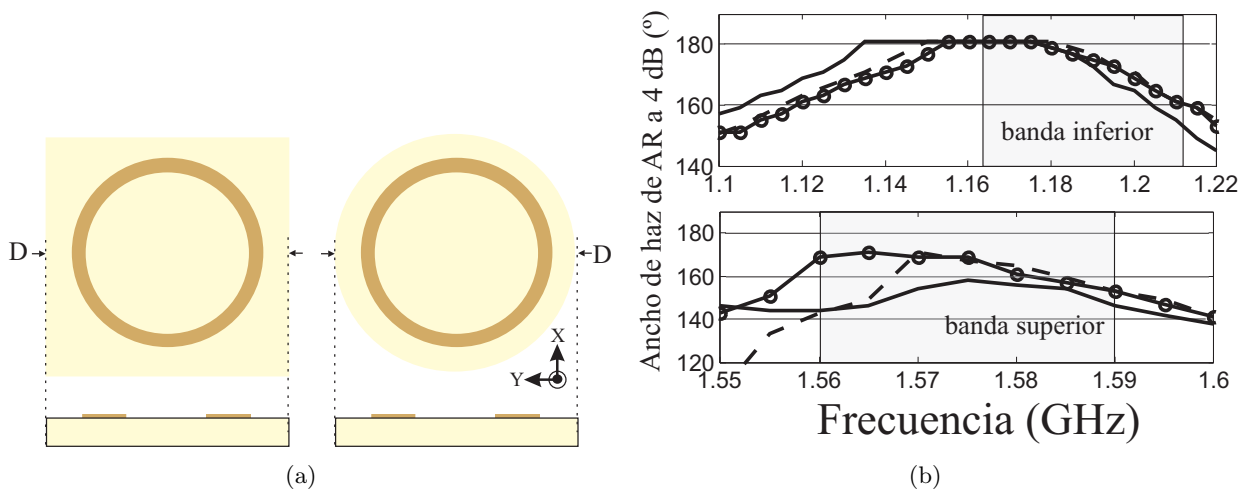 D
D
X
Y
(a)
Ancho de haz de AR a 4 dB (º)
180
160
140
banda inferior
1.1
1.12
1.14
1.16
1.18
1.2
1.22
180
160
140
120
banda superior
1.55
1.56
1.57
1.58
1.59
1.6
Frecuencia (GHz)
(b)